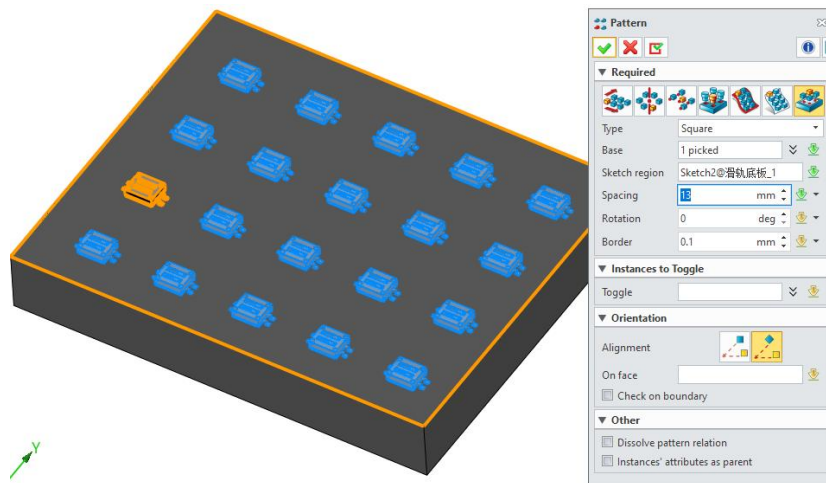 Pattern
Required
Type Square
Base 1 picked
Sketch region Sketch2@滑轨底板_1
Spacing 13 mm
Rotation 0 deg
Border 0.1 mm
Instances to Toggle
Toggle
Orientation
Alignment
On face
Check on boundary
Other
Dissolve pattern relation
Instances' attributes as parent
Y